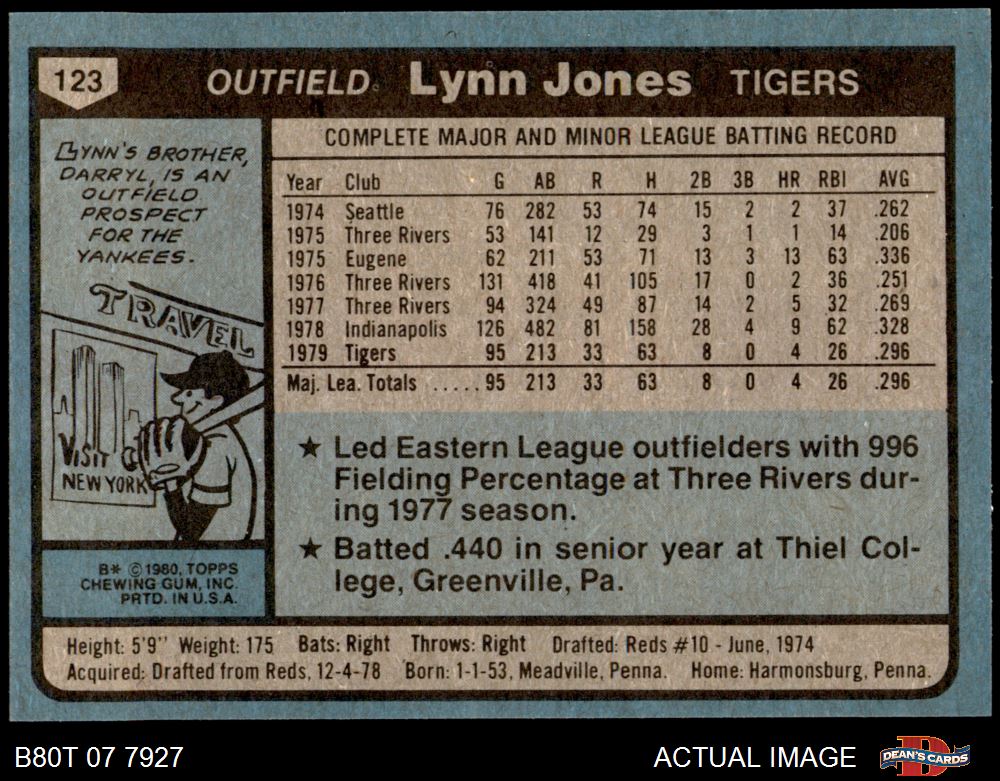 123 OUTFIELD Lynn Jones TIGERS
LYNN'S BROTHER,
DARRYL, IS AN
OUTFIELD
PROSPECT
FOR THE
YANKEES.
TRAVEL
VISIT
NEW YORK
B* © 1980, TOPPS
CHEWING GUM, INC.
PRTD. IN U.S.A.
COMPLETE MAJOR AND MINOR LEAGUE BATTING RECORD
Year Club G AB R H 2B 3B HR RBI AVG
1974 Seattle 76 282 53 74 15 2 2 37 .262
1975 Three Rivers 53 141 12 29 3 1 1 14 .206
1975 Eugene 62 211 53 71 13 3 13 63 .336
1976 Three Rivers 131 418 41 105 17 0 2 36 .251
1977 Three Rivers 94 324 49 87 14 2 5 32 .269
1978 Indianapolis 126 482 81 158 28 4 9 62 .328
1979 Tigers 95 213 33 63 8 0 4 26 .296
Maj. Lea. Totals ..... 95 213 33 63 8 0 4 26 .296
★ Led Eastern League outfielders with 996
Fielding Percentage at Three Rivers dur-
ing 1977 season.
★ Batted .440 in senior year at Thiel Col-
lege, Greenville, Pa.
Height: 5'9" Weight: 175 Bats: Right Throws: Right Drafted: Reds #10 - June, 1974
Acquired: Drafted from Reds, 12-4-78 Born: 1-1-53, Meadville, Penna. Home: Harmonsburg, Penna.
B80T 07 7927 ACTUAL IMAGE DEAN'S CARDS